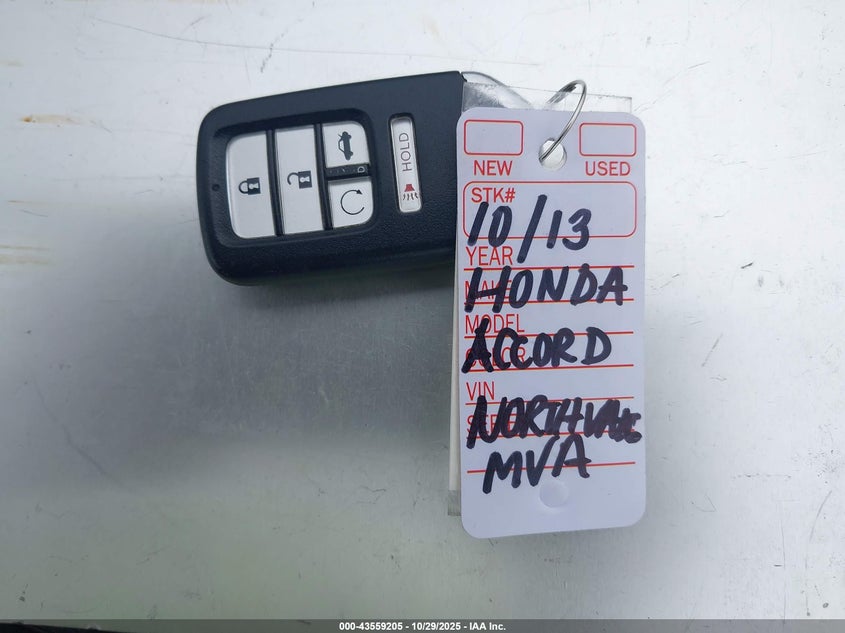 HOLD
NEW USED
STK#
10/13
YEAR
HONDA
MODEL
ACCORD
VIN
NORTHVALE
MVA
000-43559205 - 10/29/2025 - IAA Inc.